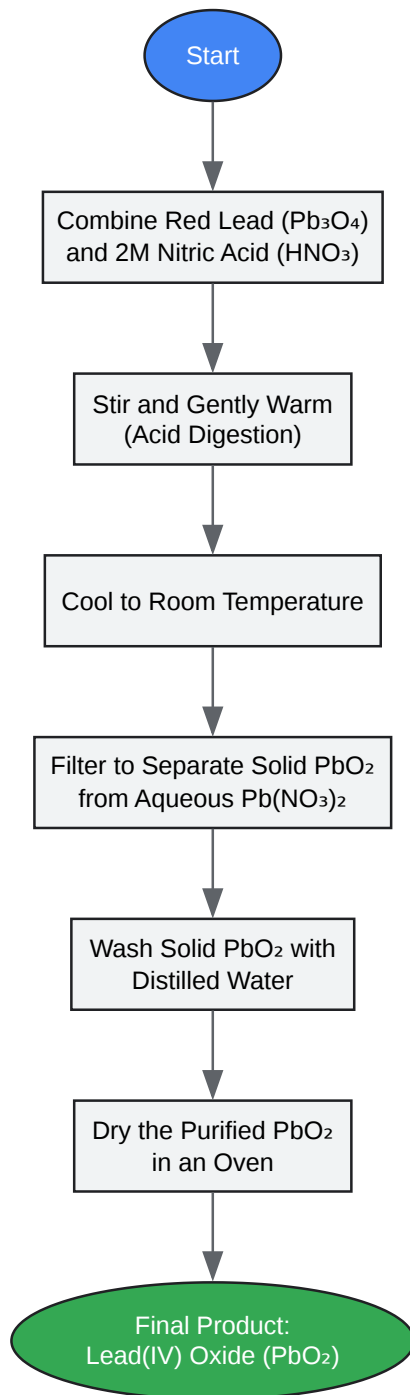 Start
Combine Red Lead (Pb₃O₄)
and 2M Nitric Acid (HNO₃)
Stir and Gently Warm
(Acid Digestion)
Cool to Room Temperature
Filter to Separate Solid PbO₂
from Aqueous Pb(NO₃)₂
Wash Solid PbO₂ with
Distilled Water
Dry the Purified PbO₂
in an Oven
Final Product:
Lead(IV) Oxide (PbO₂)